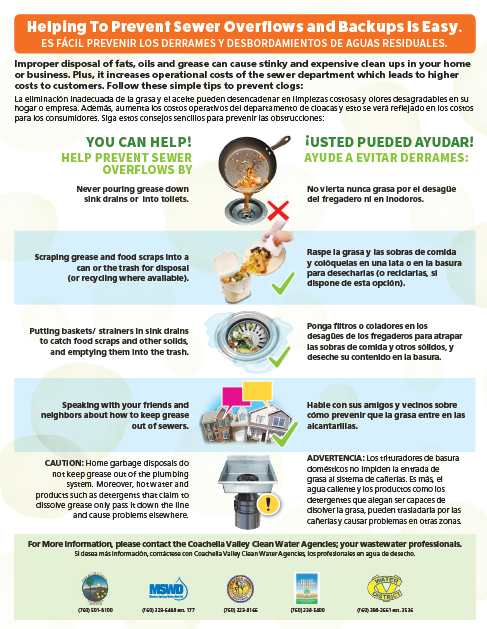 Helping To Prevent Sewer Overflows and Backups Is Easy.
ES FÁCIL PREVENIR LOS DERRAMES Y DESBORDAMIENTOS DE AGUAS RESIDUALES.
Improper disposal of fats, oils and grease can cause stinky and expensive clean ups in your home
or business. Plus, it increases operational costs of the sewer department which leads to higher
costs to customers. Follow these simple tips to prevent clogs:
La eliminación inadecuada de la grasa y el aceite pueden desencadenar en limpiezas costosas y olores desagradables en su
hogar o empresa. Además, aumenta los costos operativos del departamento de cloacas y esto se verá reflejado en los costos
para los consumidores. Siga estos consejos sencillos para prevenir las obstrucciones:
YOU CAN HELP!
HELP PREVENT SEWER
OVERFLOWS BY
Never pouring grease down
sink drains or into toilets.
¡USTED PUEDED AYUDAR!
AYUDE A EVITAR DERRAMES:
No vierta nunca grasa por el desagüe
del fregadero ni en inodoros.
Scraping grease and food scraps into a
can or the trash for disposal
(or recycling where available).
Raspe la grasa y las sobras de comida
y colóquelas en una lata o en la basura
para desecharlas (o reciclarlas, si
dispone de esta opción).
Putting baskets/ strainers in sink drains
to catch food scraps and other solids,
and emptying them into the trash.
Ponga filtros o coladores en los
desagües de los fregaderos para atrapar
las sobras de comida y otros sólidos, y
deseche su contenido en la basura.
Speaking with your friends and
neighbors about how to keep grease
out of sewers.
Hable con sus amigos y vecinos sobre
cómo prevenir que la grasa entre en las
alcantarillas.
CAUTION: Home garbage disposals do
not keep grease out of the plumbing
system. Moreover, hot water and
products such as detergents that claim to
dissolve grease only pass it down the line
and cause problems elsewhere.
!
ADVERTENCIA: Los trituradores de basura
domésticos no impiden la entrada de
grasa al sistema de cañerías. Es más, el
agua caliente y los productos como los
detergentes que alegan ser capaces de
disolver la grasa, pueden trasladarla por las
cañerías y causar problemas en otras zonas.
For More Information, please contact the Coachella Valley Clean Water Agencies; your wastewater professionals.
Si desea más información, contáctese con Coachella Valley Clean Water Agencies, los profesionales en agua de desecho.
MSWD
WATER
DISTRICT
(760) 323-8166